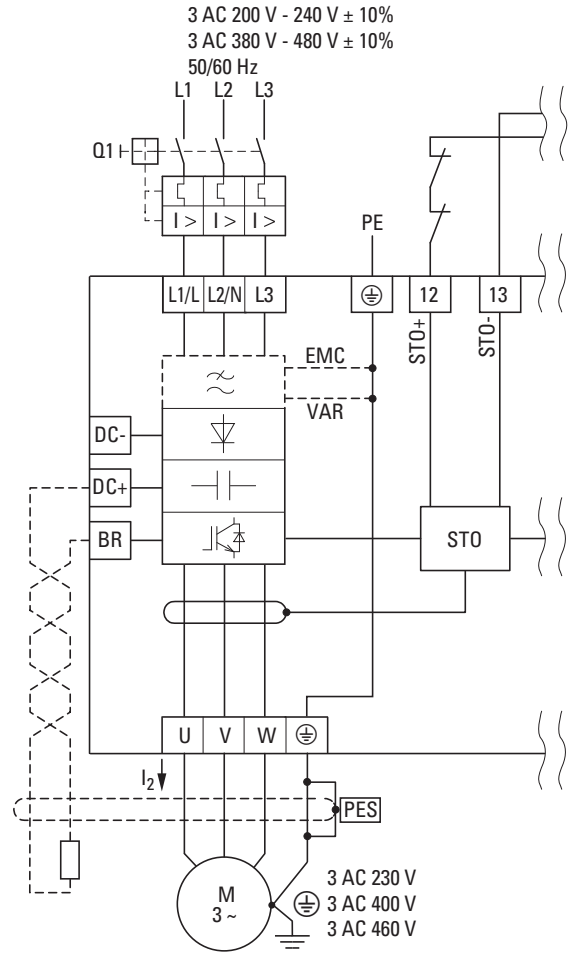 3 AC 200 V - 240 V ± 10%
3 AC 380 V - 480 V ± 10%
50/60 Hz
L1 L2 L3
Q1
I > I > I >
PE
L1/L L2/N L3 12 13
STO+ STO-
EMC
VAR
DC-
DC+
BR
STO
U V W
I2
PES
M
3 ~
3 AC 230 V
3 AC 400 V
3 AC 460 V